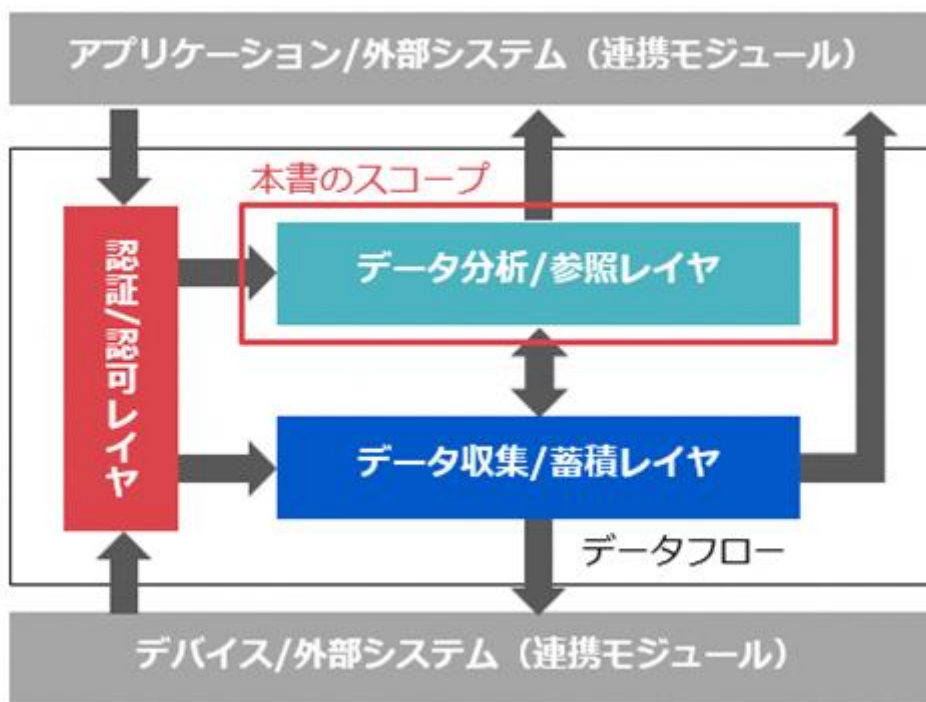 アプリケーション/外部システム（連携モジュール）
本書のスコープ
認証/認可レイヤ
データ分析/参照レイヤ
データ収集/蓄積レイヤ
データフロー
デバイス/外部システム（連携モジュール）